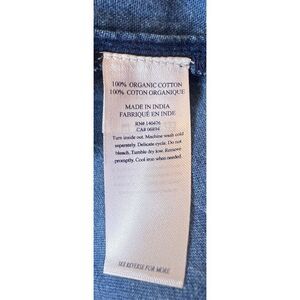 100% ORGANIC COTTON
100% COTON ORGANIQUE
MADE IN INDIA
FABRIQUÉ EN INDE
RN# 140476
CA# 06894
Turn inside out. Machine wash cold
separately. Delicate cycle. Do not
bleach. Tumble dry low. Remove
promptly. Cool iron when needed.
SEE REVERSE FOR MORE